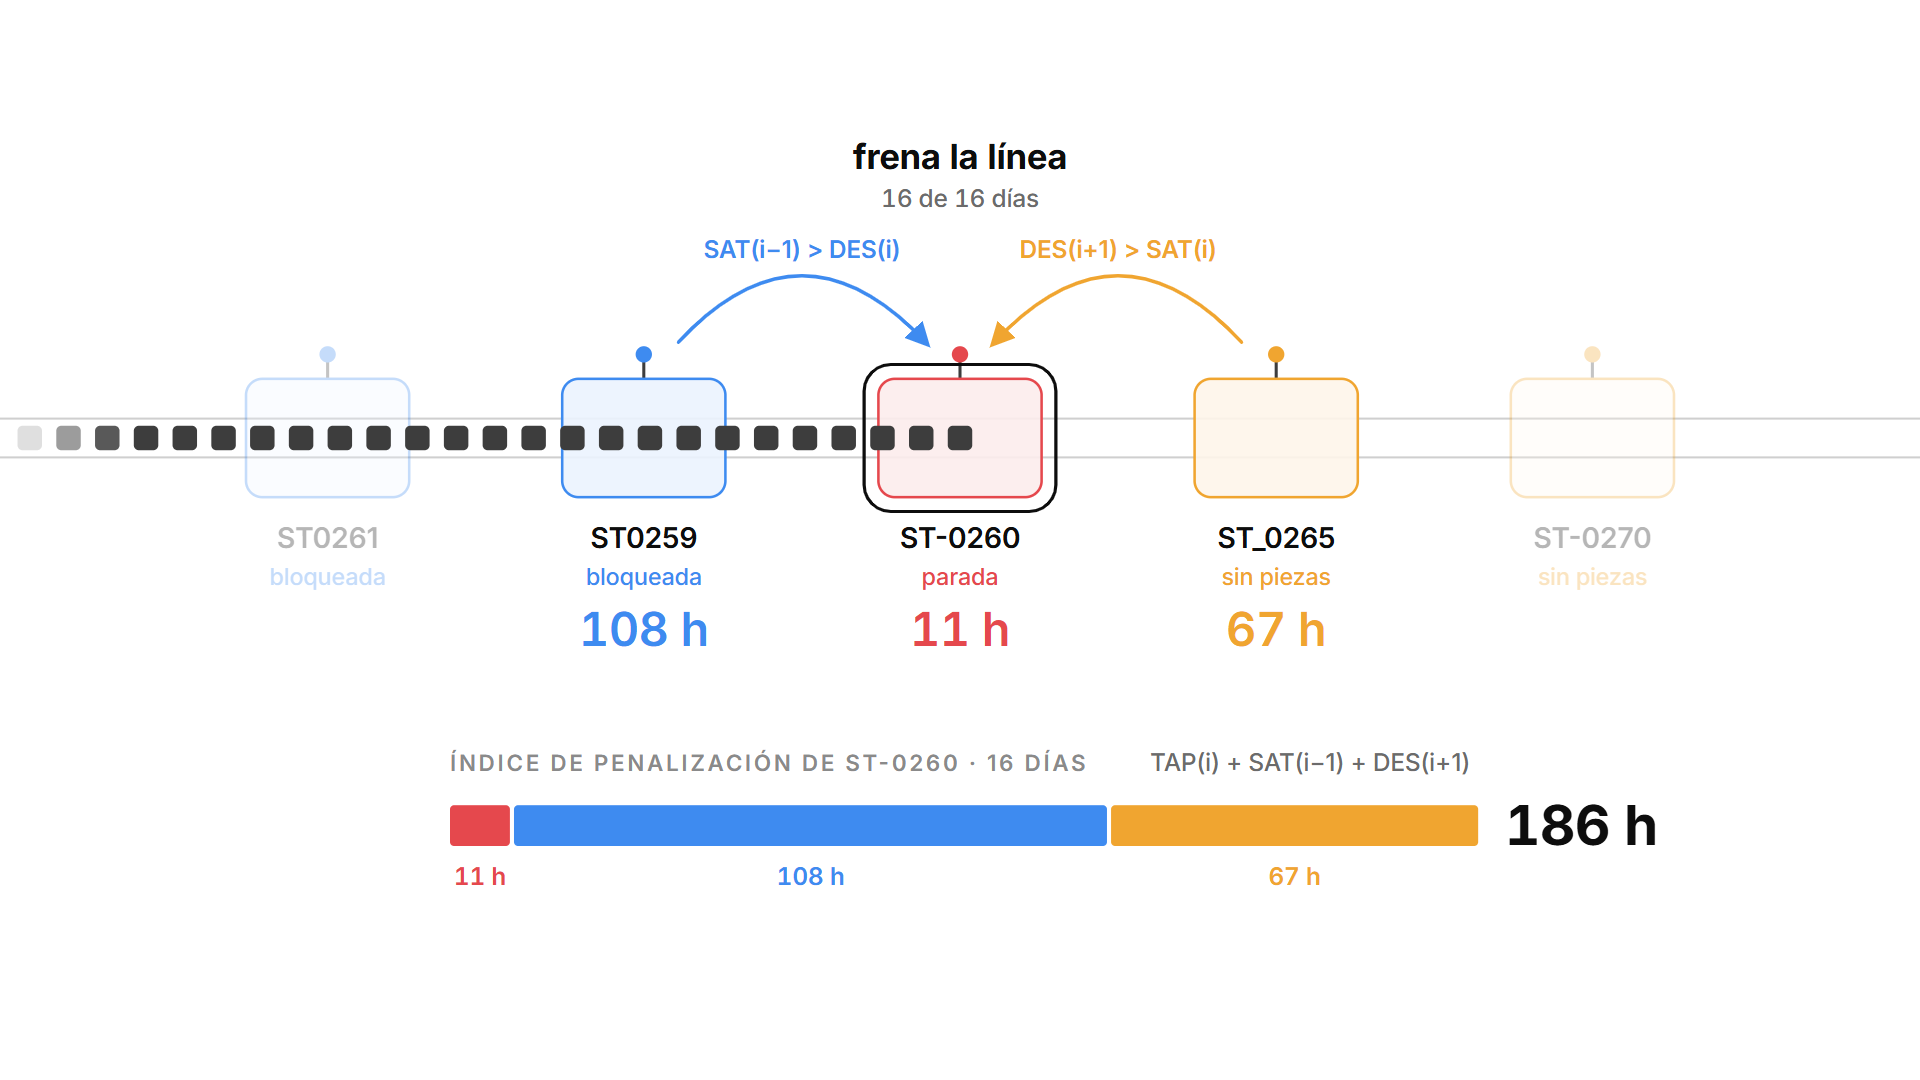 frena la línea
16 de 16 días
SAT(i−1) > DES(i)
DES(i+1) > SAT(i)
ST0261
ST0259
ST-0260
ST_0265
ST-0270
bloqueada
bloqueada
parada
sin piezas
sin piezas
108 h
11 h
67 h
ÍNDICE DE PENALIZACIÓN DE ST-0260 · 16 DÍAS
TAP(i) + SAT(i−1) + DES(i+1)
186 h
11 h
108 h
67 h